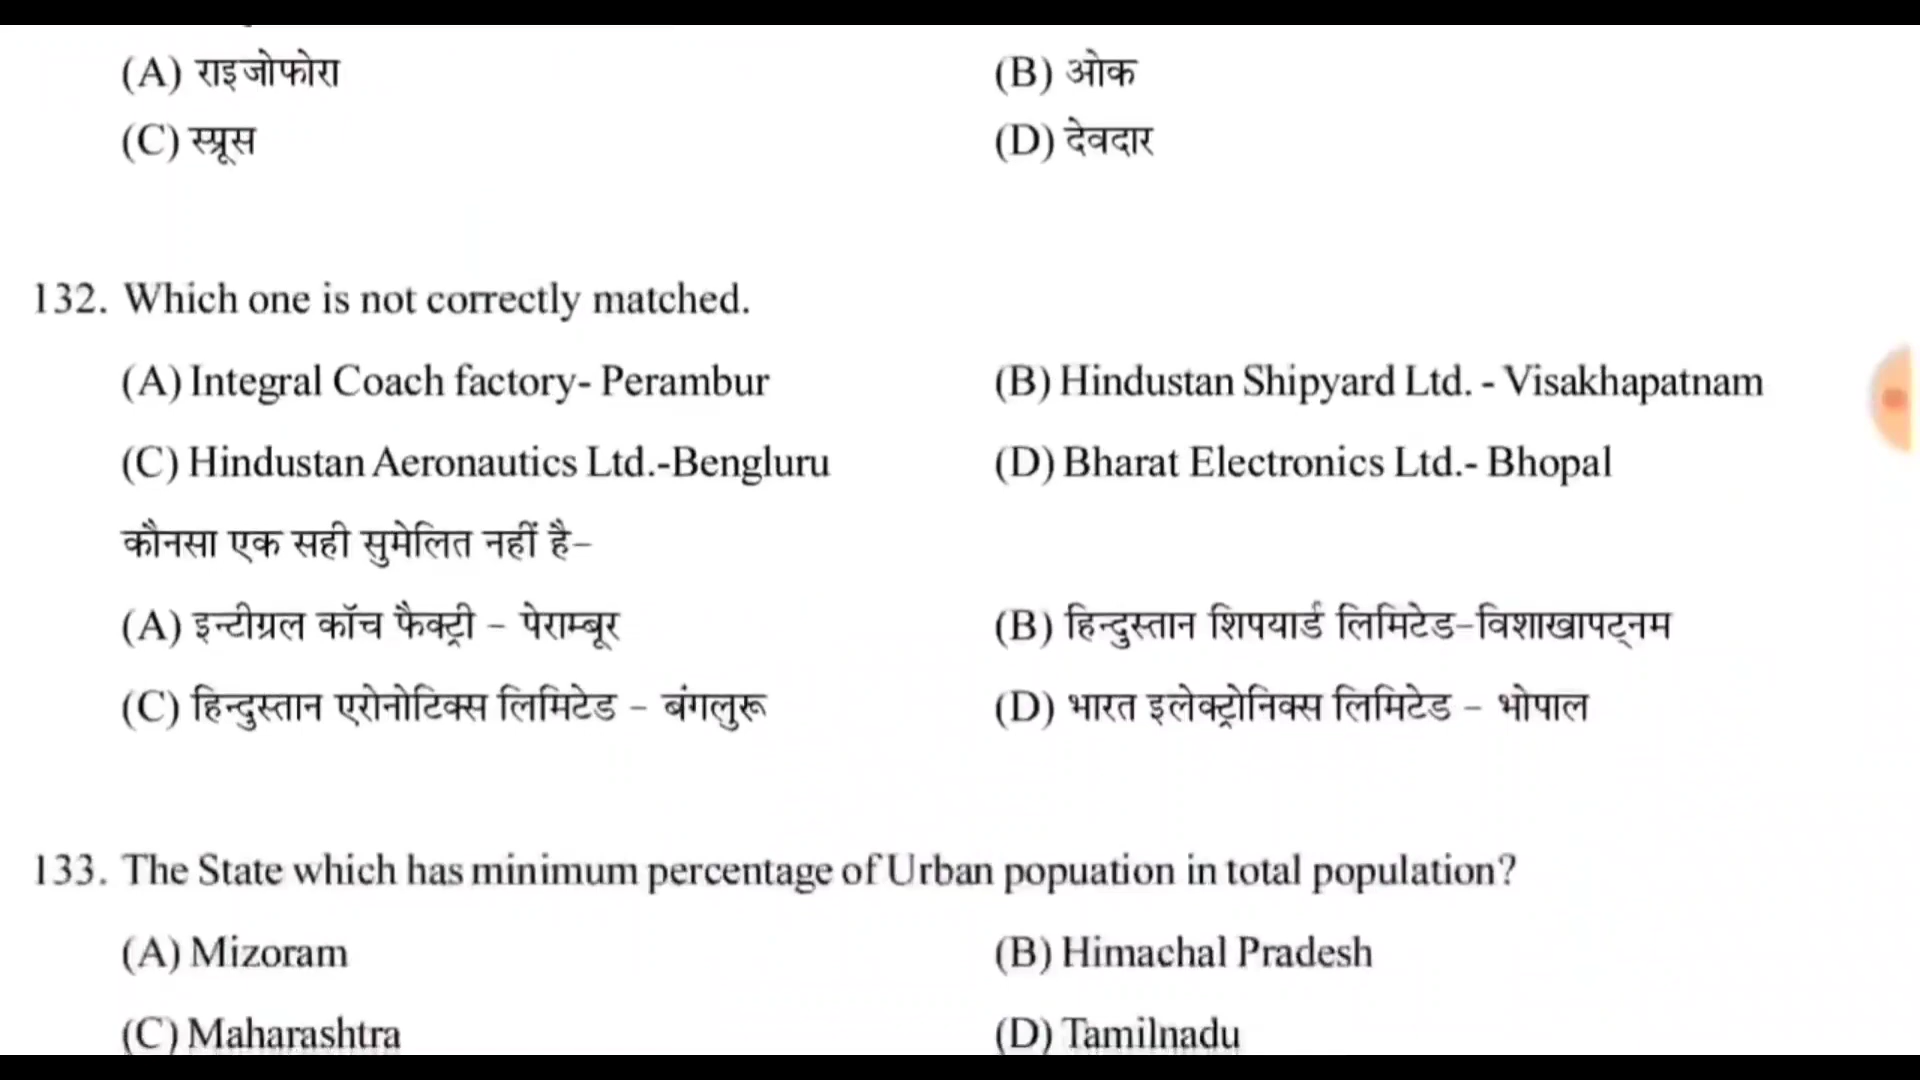 (A) राइजोफोरा (B) ओक
(C) स्प्रूस (D) देवदार
132. Which one is not correctly matched.
(A) Integral Coach factory- Perambur (B) Hindustan Shipyard Ltd. - Visakhapatnam
(C) Hindustan Aeronautics Ltd.-Bengluru (D) Bharat Electronics Ltd.- Bhopal
कौनसा एक सही सुमेलित नहीं है-
(A) इन्टीग्रल कॉच फैक्ट्री - पेराम्बूर (B) हिन्दुस्तान शिपयार्ड लिमिटेड-विशाखापट्नम
(C) हिन्दुस्तान एरोनोटिक्स लिमिटेड - बंगलुरू (D) भारत इलेक्ट्रोनिक्स लिमिटेड - भोपाल
133. The State which has minimum percentage of Urban popuation in total population?
(A) Mizoram (B) Himachal Pradesh
(C) Maharashtra (D) Tamilnadu